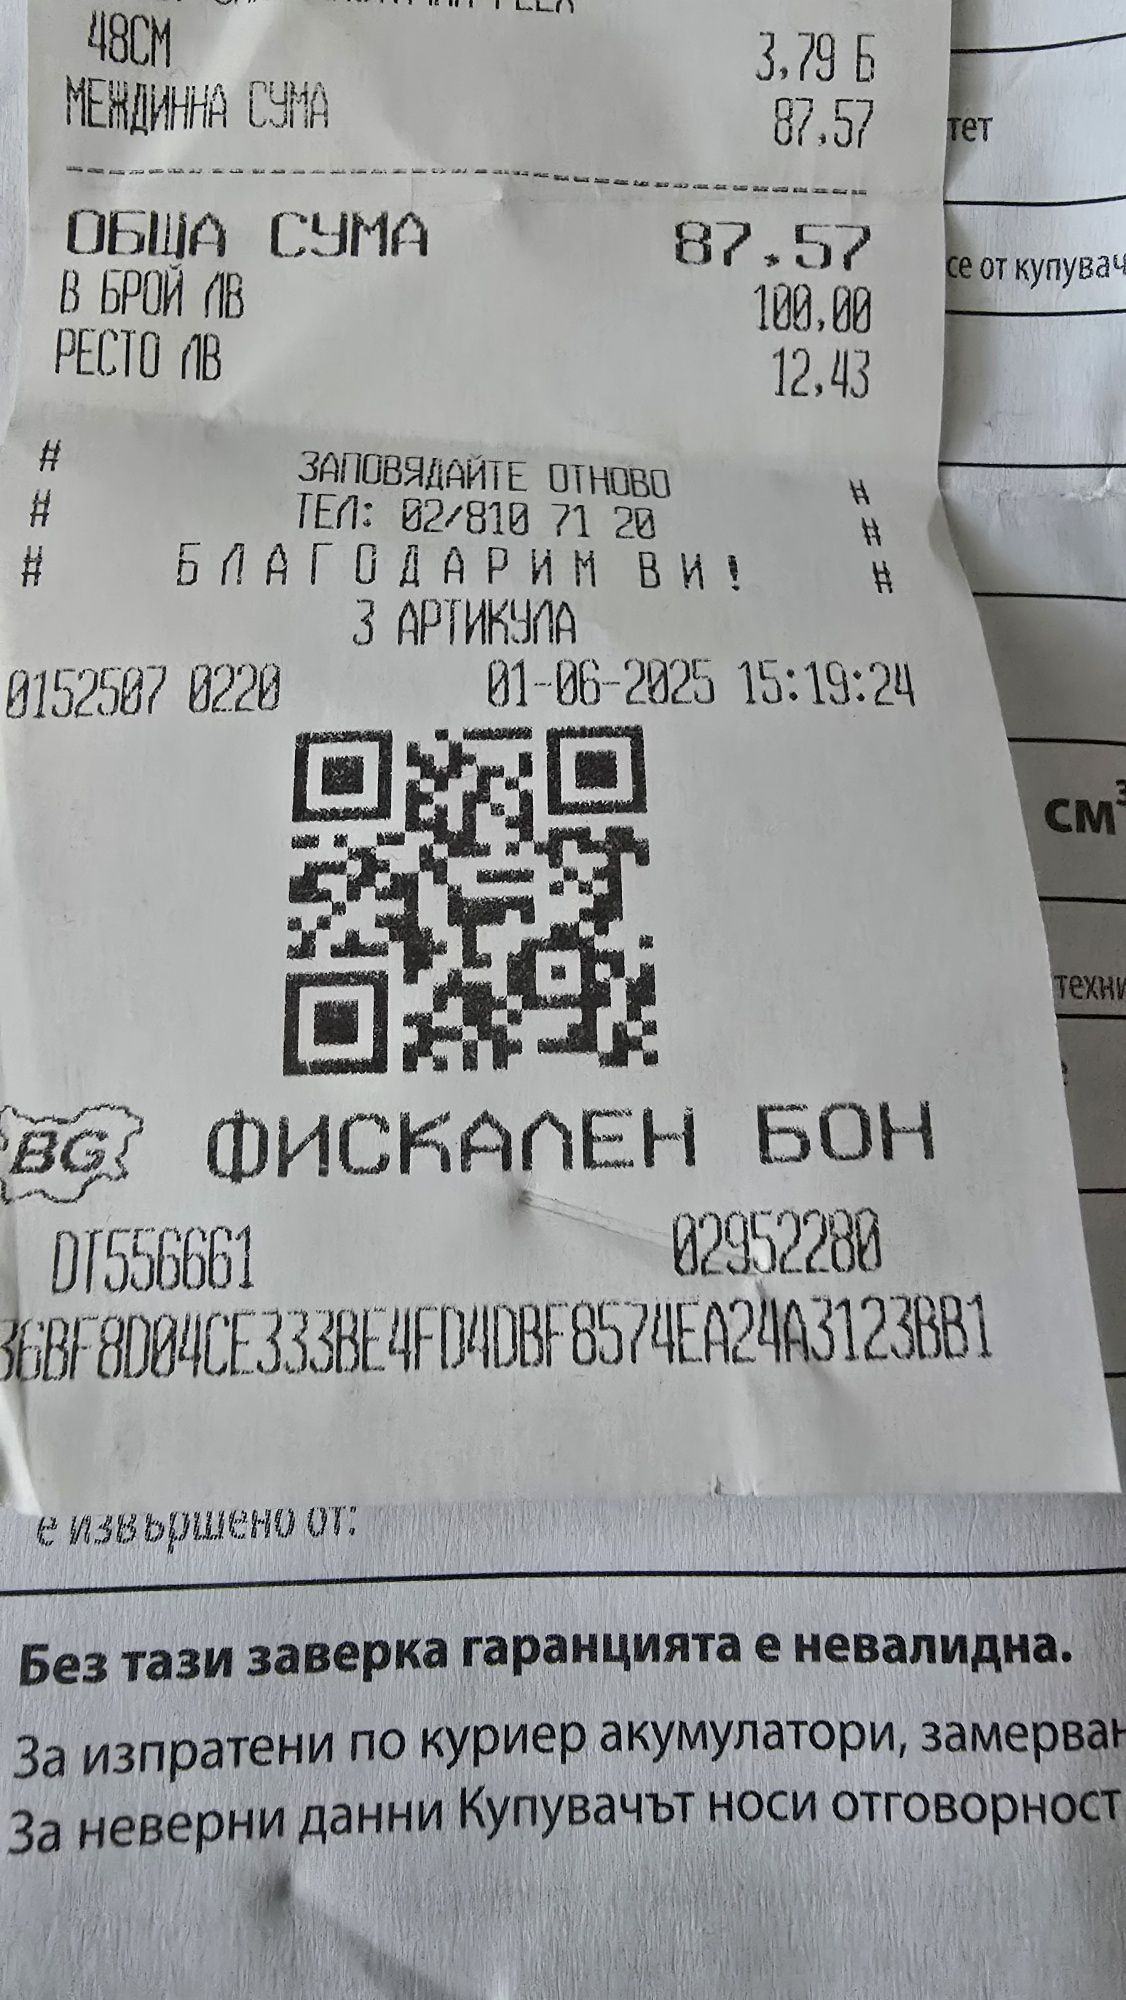 48СМ 3,79 Б
МЕЖДИННА СУМА 87,57
ОБЩА СУМА 87.57
В БРОЙ ЛВ 100,00
РЕСТО ЛВ 12,43
# ЗАПОВЯДАЙТЕ ОТНОВО #
# ТЕЛ: 02/810 71 20 #
# БЛАГОДАРИМ ВИ! #
3 АРТИКУЛА
0152507 0220 01-06-2025 15:19:24
BG ФИСКАЛЕН БОН
DT556661 02952280
36BF8D04CE333BE4FD4DBF8574EA24A3123BB1
тет
се от купувач
см³
техни
е извършено от:
Без тази заверка гаранцията е невалидна.
За изпратени по куриер акумулатори, замерван
За неверни данни Купувачът носи отговорност